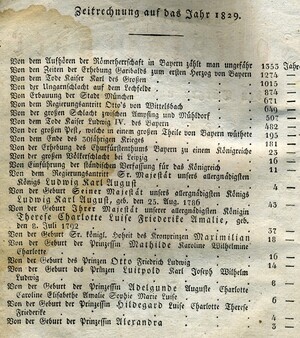 Zeitrechnung auf das Jahr 1829.
Von dem Aufhören der Römerherrschaft in Bayern zählt man ungefähr 1355 Jahre
Von den Zeiten der Erhebung Garibalds zum ersten Herzog von Bayern 1274 —
Von dem Tode Kaiser Karl des Großen 1015 —
Von der Ungarnschlacht auf dem Lechfelde 874 —
Von Erbauung der Stadt München 671 —
Von dem Regierungsantrit Otto's von Wittelsbach 649 —
Von der großen Schlacht zwischen Ampfing und Mühldorf 507 —
Von dem Tode Kaiser Ludwig IV. des Bayern 482 —
Von der großen Pest, welche in einem großen Theile von Bayern wüthete 195 —
Von dem Ende des 30jährigen Kriegs 181 —
Von der Erhebung des Churfürstenthums Bayern zu einem Königreiche 23 —
Von der großen Völkerschlacht bei Leipzig 16 —
Von Einführung der ständischen Verfassung für das Königreich 11 —
Von dem Regierungsantritte Sr. Majestät unsers allergnädigsten
Königs Ludwig Karl August 4 —
Von der Geburt Seiner Majestät unsers allergnädigsten Königs
Ludwig Karl August, geb. den 25. Aug. 1786 43 —
Von der Geburt Ihrer Majestät unserer allergnädigsten Königin
Therese Charlotte Luise Friederike Amalie, geb.
den 8. Juli 1792 37 —
Von der Geburt Sr. königl. Hoheit des Kronprinzen Maximilian 18 —
Von der Geburt der Prinzessin Mathilde Karoline Wilhelmine
Charlotte 16 —
Von der Geburt des Prinzen Otto Friedrich Ludwig 14 —
Von der Geburt des Prinzen Luitpold Karl Joseph Wilhelm
Ludwig 8 —
Von der Geburt der Prinzessin Adelgunde Auguste Charlotte
Caroline Elisabethe Amalie Sophie Marie Luise 6 —
Von der Geburt der Prinzessin Hildegard Luise Charlotte Therese
Friederike 4 —
Von der Geburt der Prinzessin Alexandra 3 —